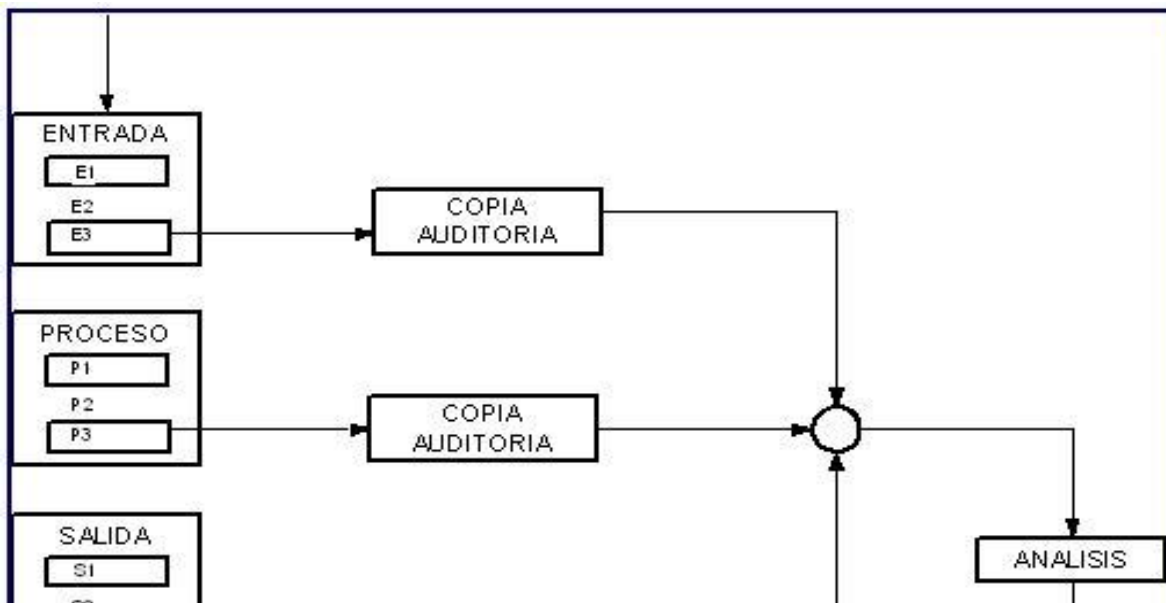 ENTRADA
E1
E2
E3
COPIA
AUDITORIA
PROCESO
P1
P2
P3
COPIA
AUDITORIA
SALIDA
S1
ANALISIS